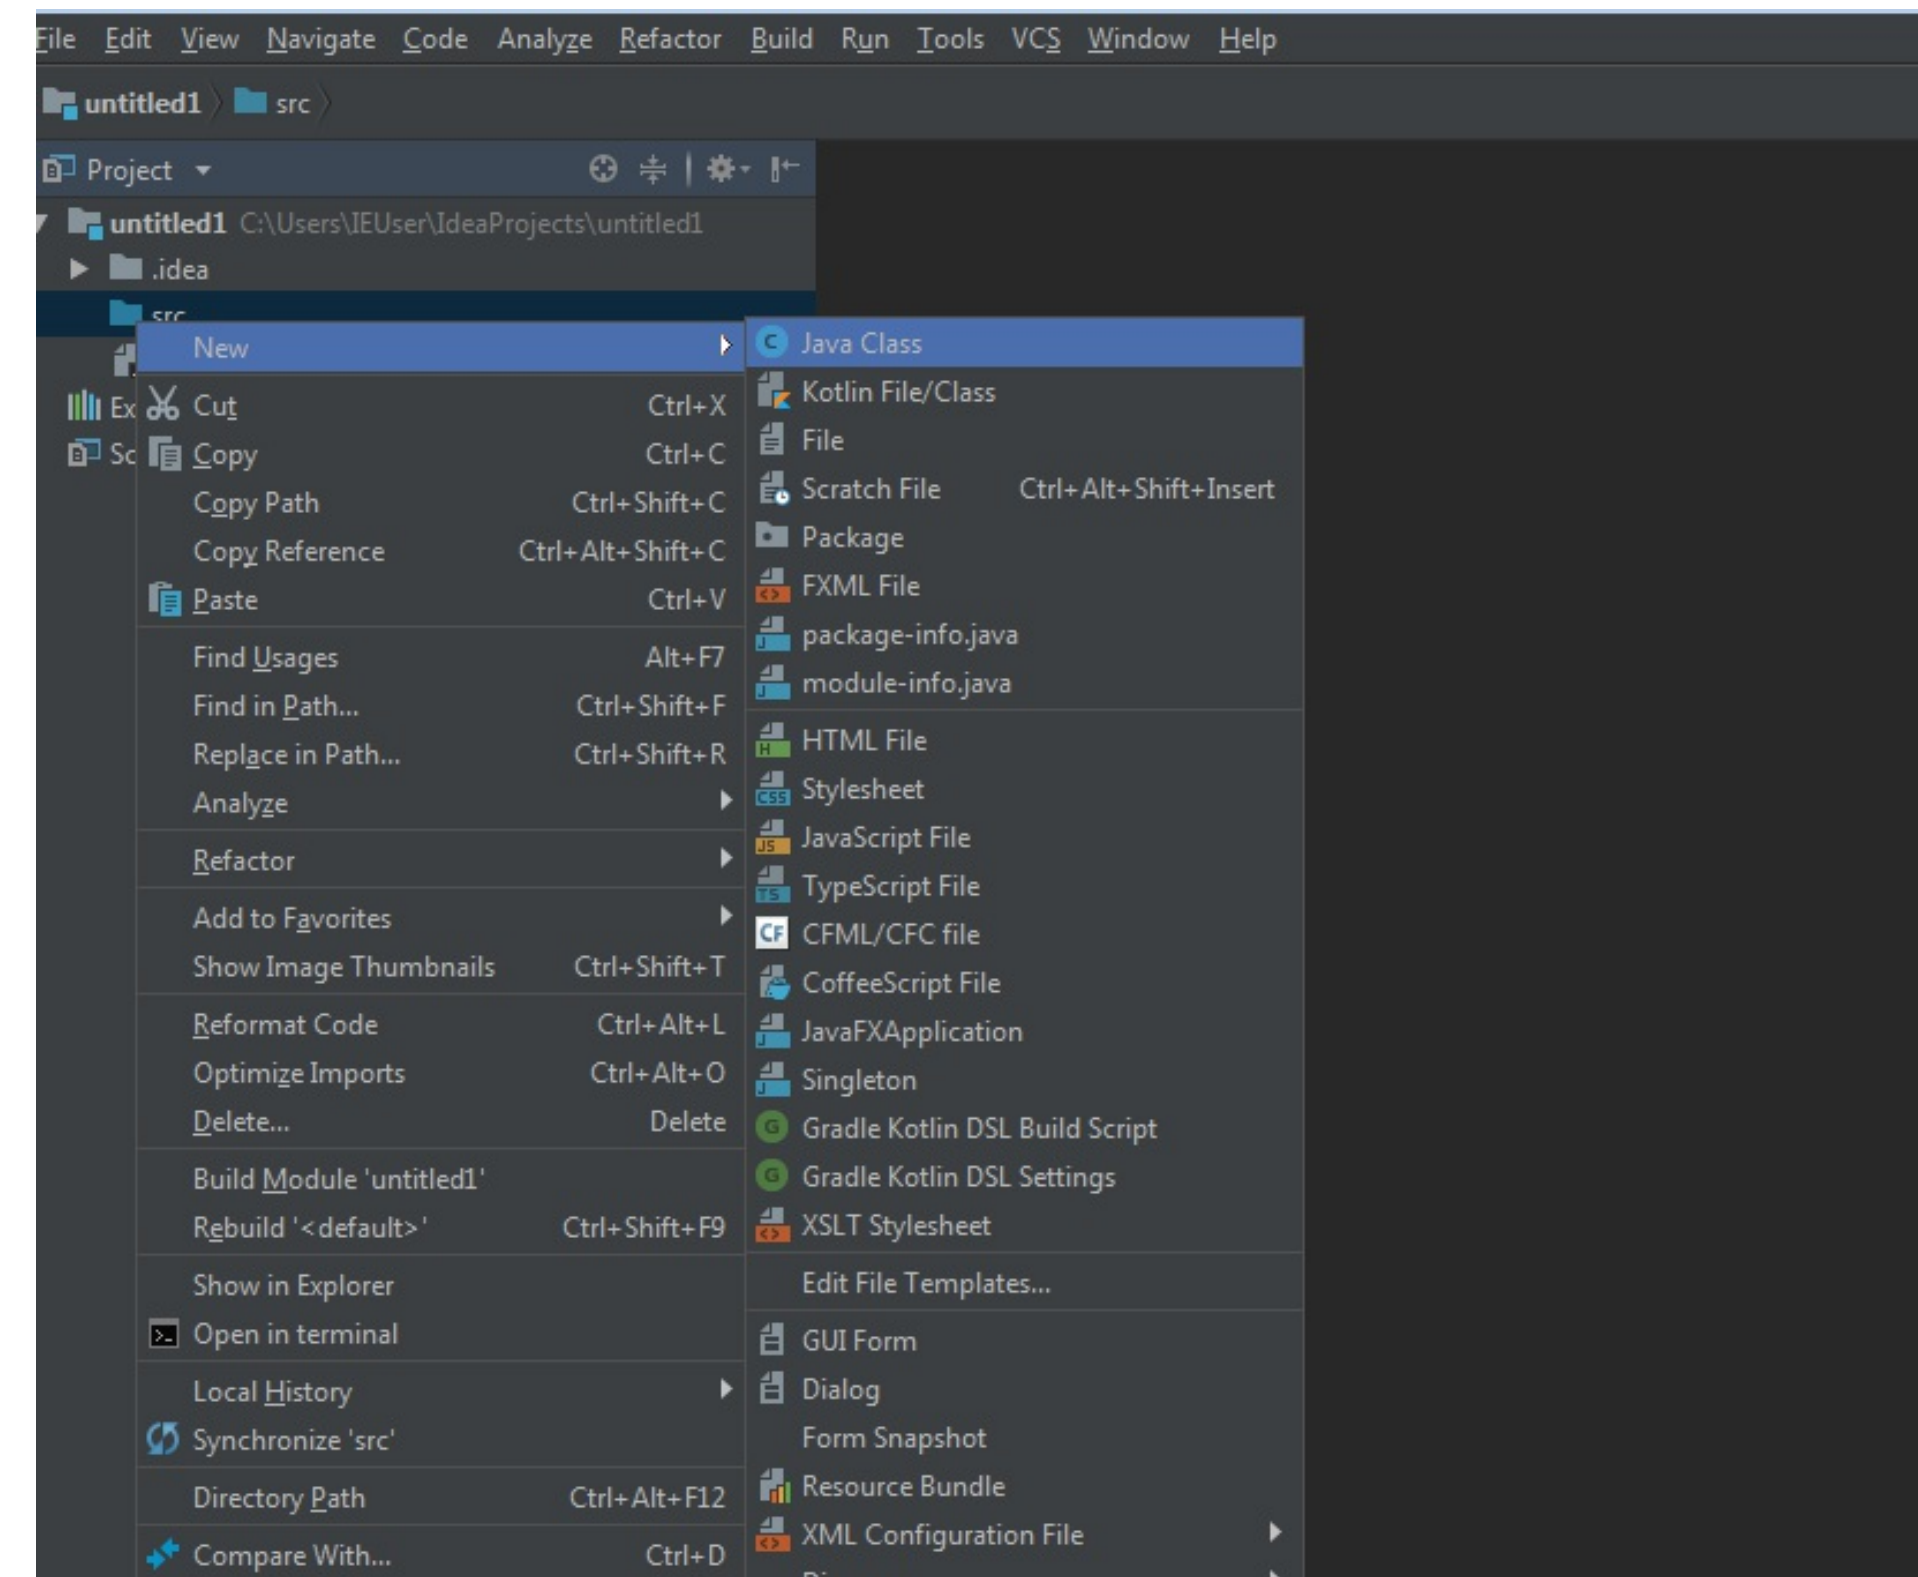 File Edit View Navigate Code Analyze Refactor Build Run Tools VCS Window Help
untitled1 src
Project
untitled1 C:\Users\IEUser\IdeaProjects\untitled1
.idea
src
Ex
Sc
New
Cut Ctrl+X
Copy Ctrl+C
Copy Path Ctrl+Shift+C
Copy Reference Ctrl+Alt+Shift+C
Paste Ctrl+V
Find Usages Alt+F7
Find in Path... Ctrl+Shift+F
Replace in Path... Ctrl+Shift+R
Analyze
Refactor
Add to Favorites
Show Image Thumbnails Ctrl+Shift+T
Reformat Code Ctrl+Alt+L
Optimize Imports Ctrl+Alt+O
Delete... Delete
Build Module 'untitled1'
Rebuild '<default>' Ctrl+Shift+F9
Show in Explorer
Open in terminal
Local History
Synchronize 'src'
Directory Path Ctrl+Alt+F12
Compare With... Ctrl+D
Java Class
Kotlin File/Class
File
Scratch File Ctrl+Alt+Shift+Insert
Package
FXML File
package-info.java
module-info.java
HTML File
Stylesheet
JavaScript File
TypeScript File
CFML/CFC file
CoffeeScript File
JavaFXApplication
Singleton
Gradle Kotlin DSL Build Script
Gradle Kotlin DSL Settings
XSLT Stylesheet
Edit File Templates...
GUI Form
Dialog
Form Snapshot
Resource Bundle
XML Configuration File